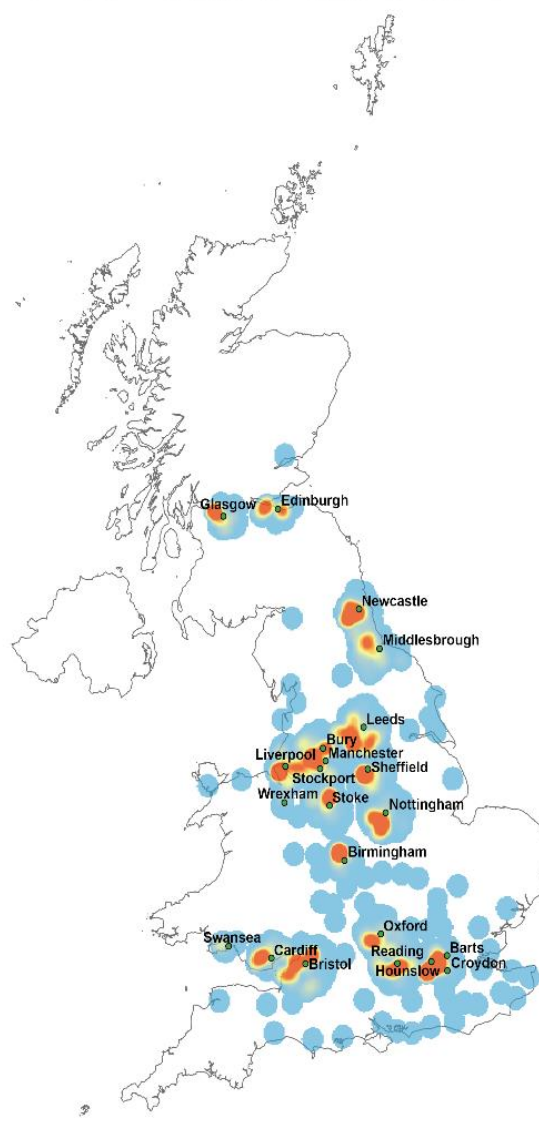 Glasgow
Edinburgh
Newcastle
Middlesbrough
Leeds
Bury
Manchester
Liverpool
Sheffield
Stockport
Wrexham
Stoke
Nottingham
Birmingham
Oxford
Swansea
Cardiff
Reading
Barts
Bristol
Hounslow
Croydon